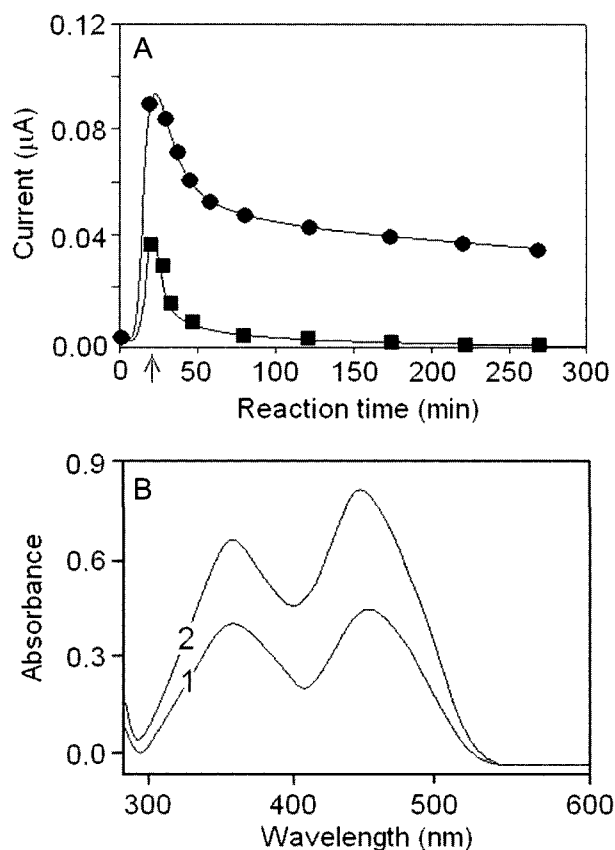 A
0.12
0.08
0.04
0.00
Current (μA)
0 50 100 150 200 250 300
Reaction time (min)
B
0.9
0.6
0.3
0.0
Absorbance
2
1
300 400 500 600
Wavelength (nm)